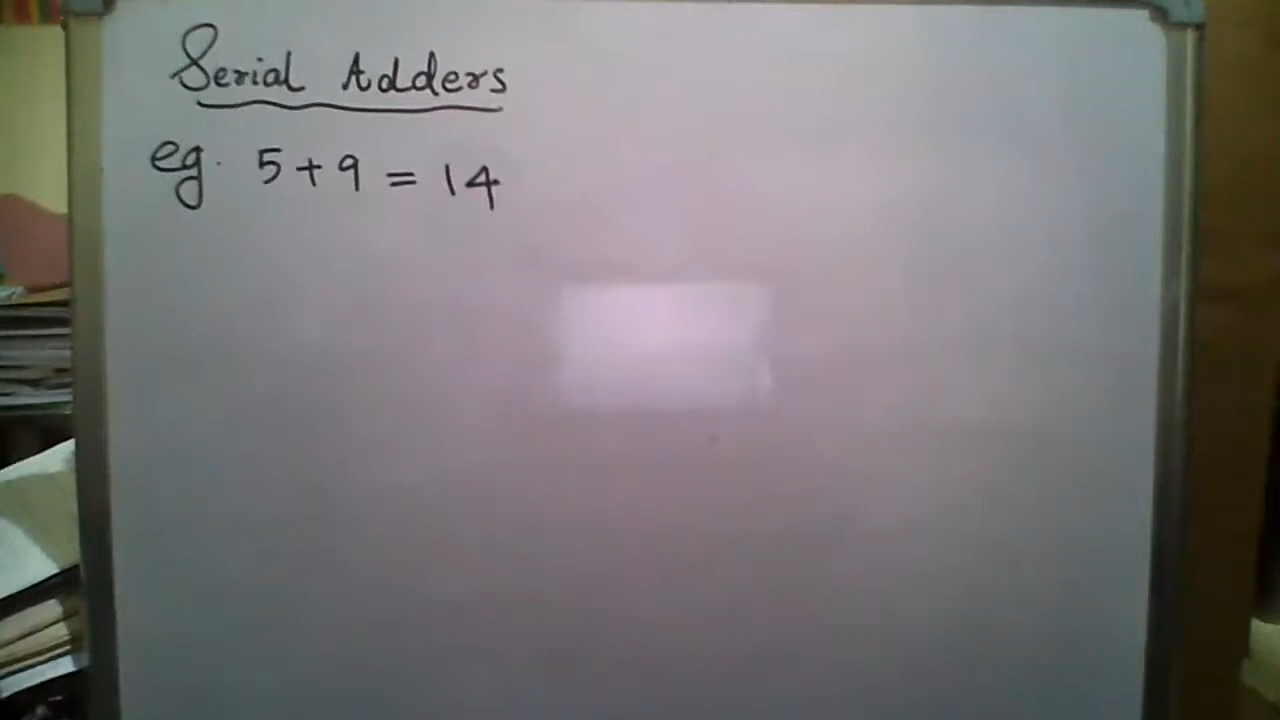 Serial Adders
eg. 5 + 9 = 14